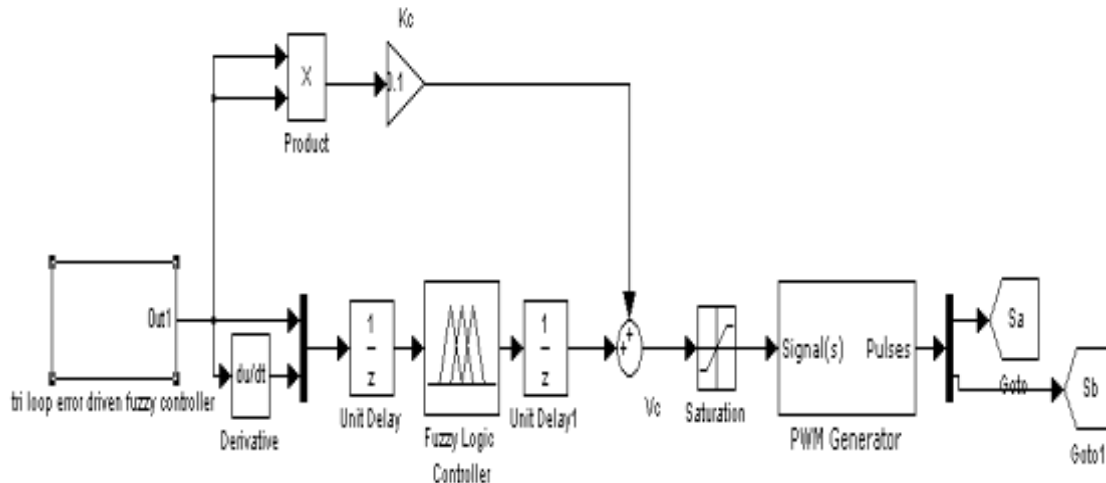 Kc
X
0.1
Product
Out1
tri loop error driven fuzzy controller
du/dt
Derivative
1
z
Unit Delay
Fuzzy Logic
Controller
1
z
Unit Delay1
+
+
Vc
Saturation
Signal(s) Pulses
PWM Generator
Sa
Goto
Sb
Goto1